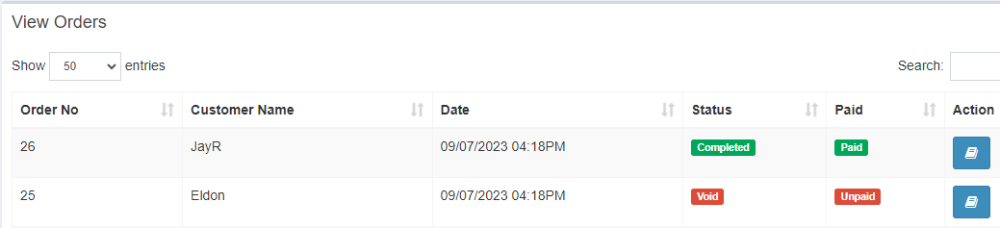 View Orders
Show 50 entries Search:
Order No Customer Name Date Status Paid Action
26 JayR 09/07/2023 04:18PM Completed Paid
25 Eldon 09/07/2023 04:18PM Void Unpaid